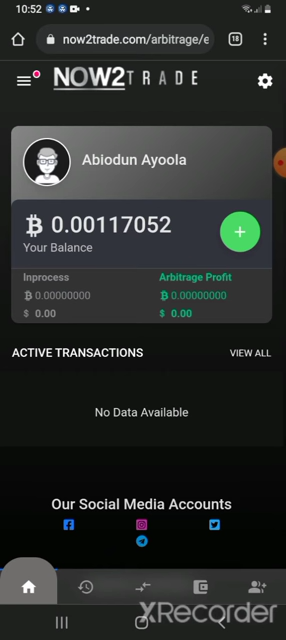 10:52
now2trade.com/arbitrage/e
18
NOW2TRADE
Abiodun Ayoola
₿ 0.00117052
Your Balance
Inprocess
Arbitrage Profit
₿ 0.00000000
₿ 0.00000000
$ 0.00
$ 0.00
ACTIVE TRANSACTIONS
VIEW ALL
No Data Available
Our Social Media Accounts
XRecorder